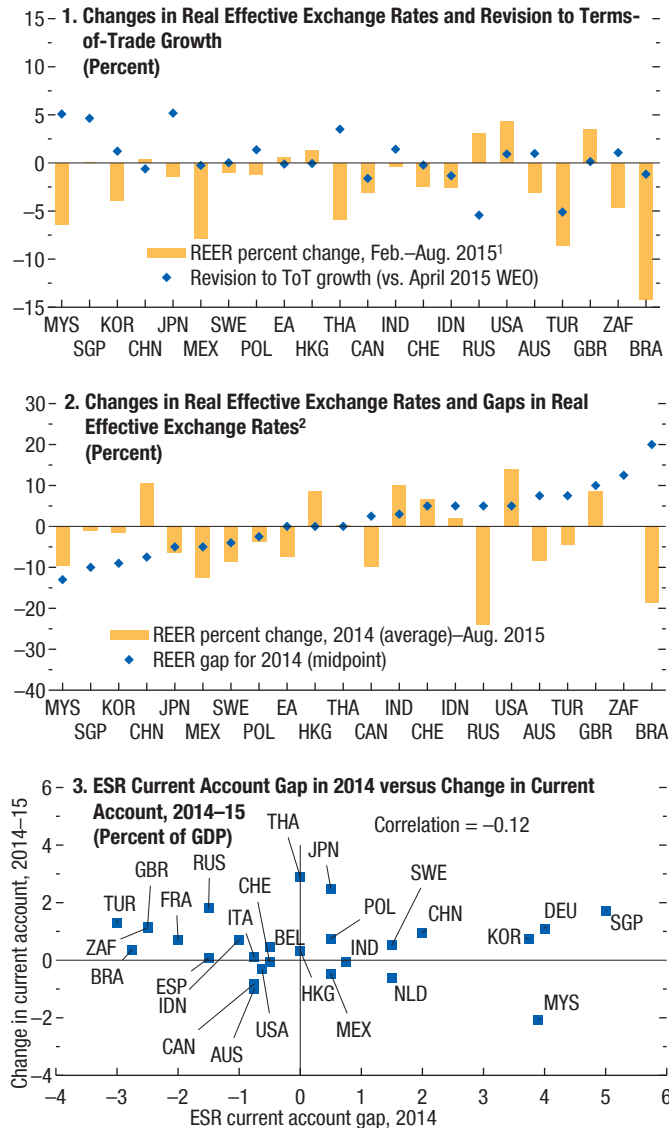 1. Changes in Real Effective Exchange Rates and Revision to Terms-
of-Trade Growth
(Percent)
15
10
5
0
–5
–10
–15
REER percent change, Feb.–Aug. 2015¹
Revision to ToT growth (vs. April 2015 WEO)
MYS KOR JPN SWE EA THA IND IDN USA TUR ZAF
SGP CHN MEX POL HKG CAN CHE RUS AUS GBR BRA
2. Changes in Real Effective Exchange Rates and Gaps in Real
Effective Exchange Rates²
(Percent)
30
20
10
0
–10
–20
–30
–40
REER percent change, 2014 (average)–Aug. 2015
REER gap for 2014 (midpoint)
MYS KOR JPN SWE EA THA IND IDN USA TUR ZAF
SGP CHN MEX POL HKG CAN CHE RUS AUS GBR BRA
3. ESR Current Account Gap in 2014 versus Change in Current
Account, 2014–15
(Percent of GDP)
Correlation = –0.12
Change in current account, 2014–15
6
4
2
0
–2
–4
THA
JPN
RUS
GBR
CHE
SWE
TUR
FRA
ITA
POL
CHN
DEU
SGP
ZAF
BEL
IND
KOR
BRA
ESP
IDN
HKG
NLD
MYS
CAN
AUS
USA
MEX
–4 –3 –2 –1 0 1 2 3 4 5 6
ESR current account gap, 2014